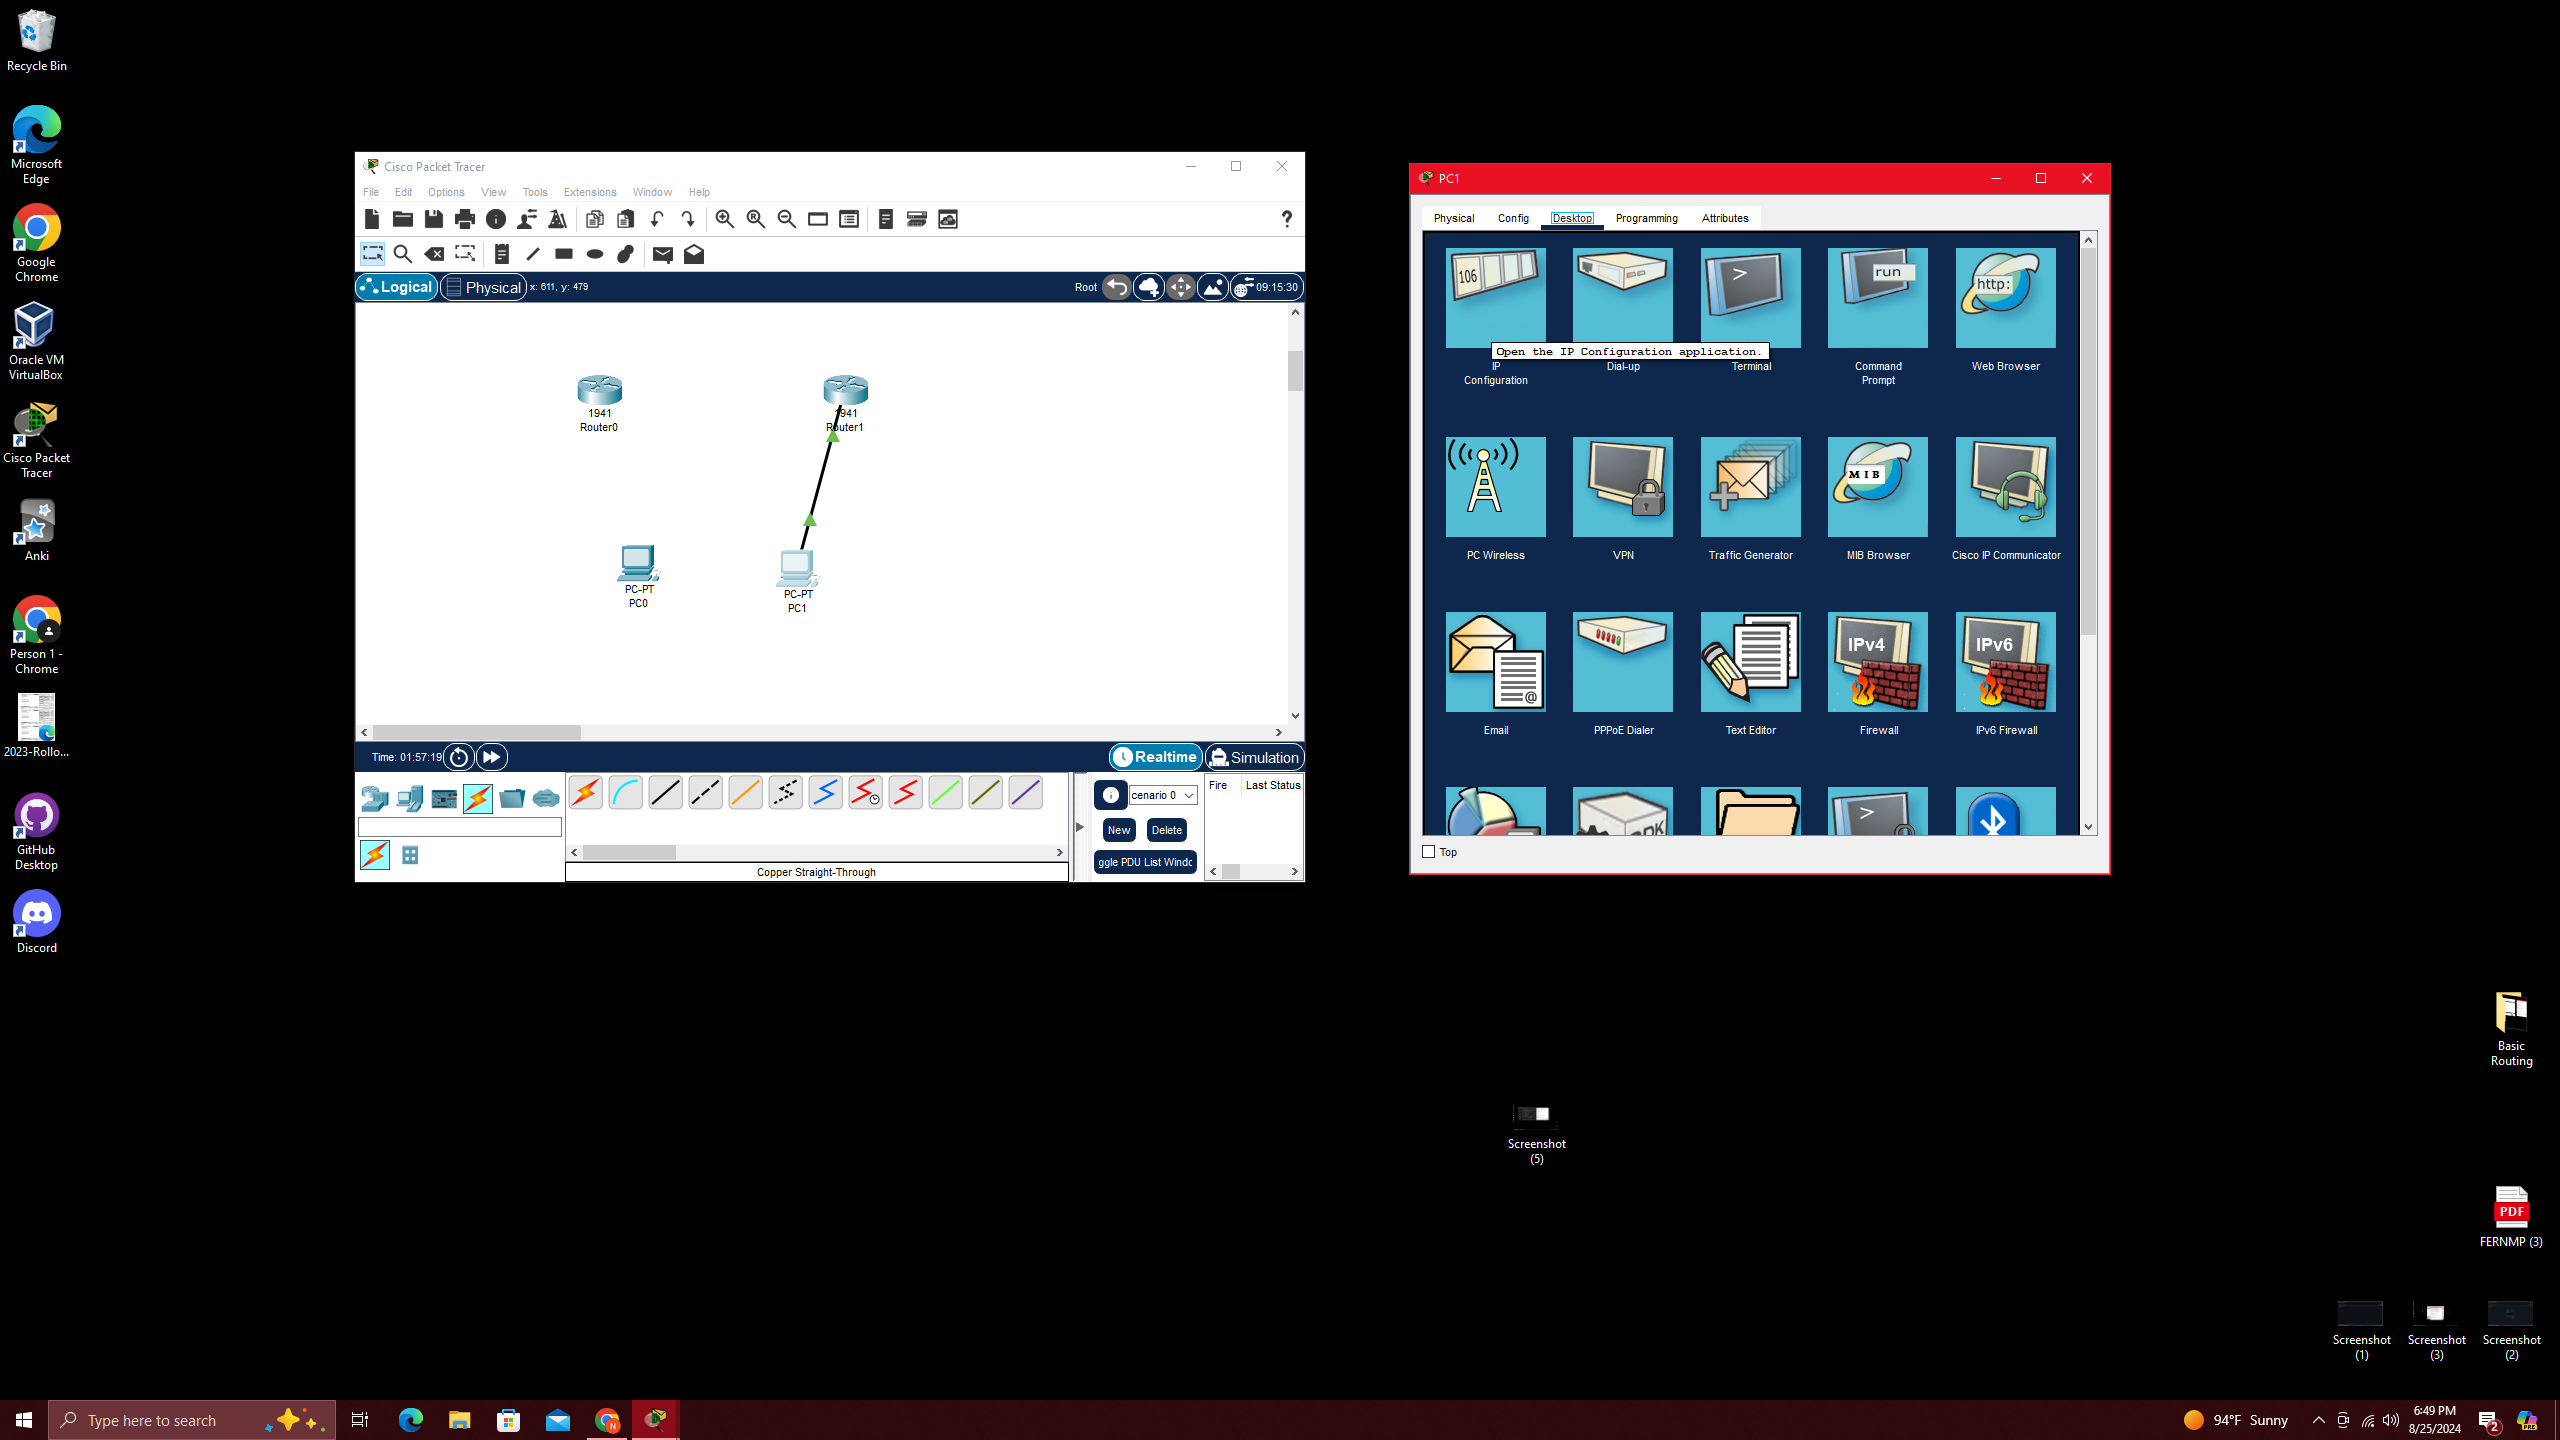 Recycle Bin
Microsoft
Edge
Google
Chrome
Oracle VM
VirtualBox
Cisco Packet
Tracer
Anki
Person 1 -
Chrome
2023-Rollo...
GitHub
Desktop
Discord
Cisco Packet Tracer
File Edit Options View Tools Extensions Window Help
?
Logical Physical x: 611, y: 479 Root 09:15:30
1941
Router0
1941
Router1
PC-PT
PC0
PC-PT
PC1
Time: 01:57:19 Realtime Simulation
cenario 0
New Delete
ggle PDU List Windo
Fire Last Status
Copper Straight-Through
PC1
Physical Config Desktop Programming Attributes
106
>
run
http:
Open the IP Configuration application.
IP
Configuration
Dial-up
Terminal
Command
Prompt
Web Browser
MIB
PC Wireless
VPN
Traffic Generator
MIB Browser
Cisco IP Communicator
@
IPv4
IPv6
Email
PPPoE Dialer
Text Editor
Firewall
IPv6 Firewall
>
Top
Basic
Routing
Screenshot
(5)
PDF
FERNMP (3)
Screenshot
(1)
Screenshot
(3)
Screenshot
(2)
Type here to search
N
94°F Sunny
6:49 PM
8/25/2024
2
PRE